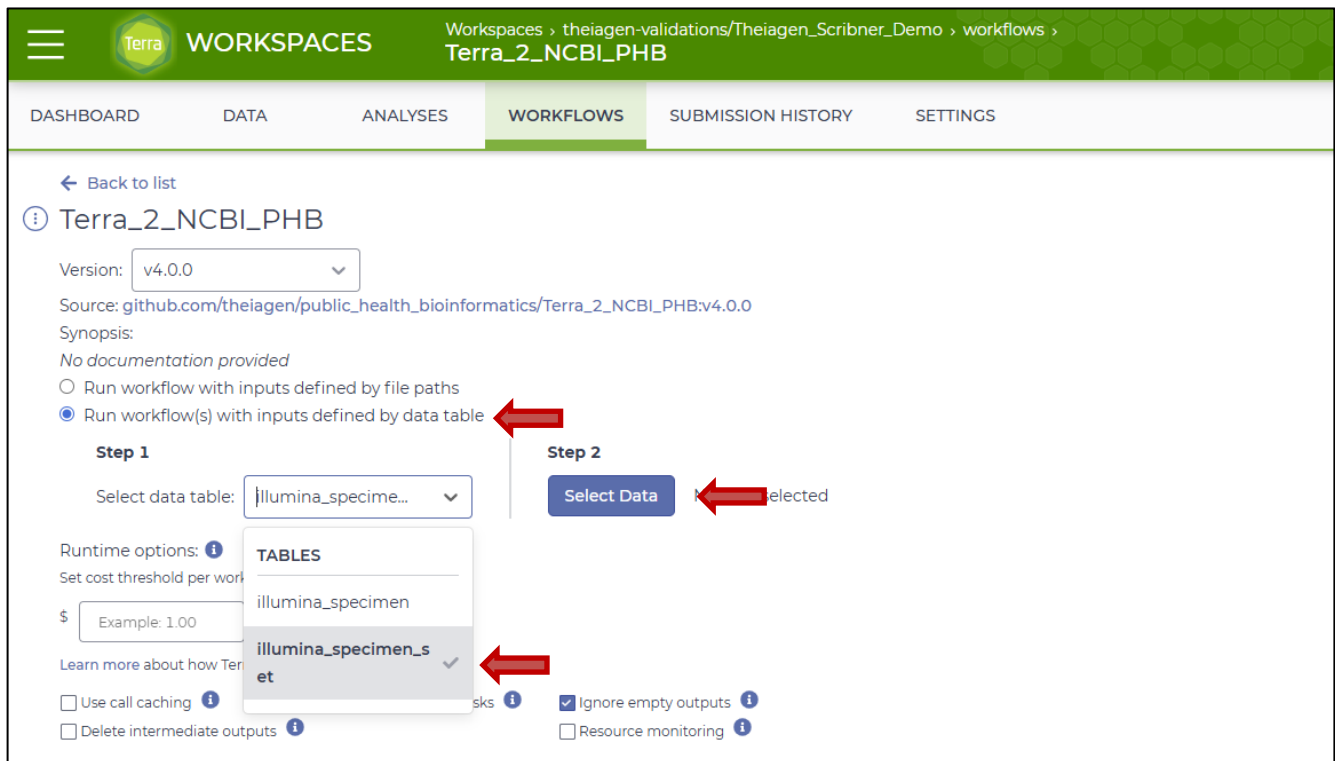 Terra
WORKSPACES
Workspaces › theiagen-validations/Theiagen_Scribner_Demo › workflows ›
Terra_2_NCBI_PHB
DASHBOARD DATA ANALYSES WORKFLOWS SUBMISSION HISTORY SETTINGS
← Back to list
Terra_2_NCBI_PHB
Version: v4.0.0
Source: github.com/theiagen/public_health_bioinformatics/Terra_2_NCBI_PHB:v4.0.0
Synopsis:
No documentation provided
Run workflow with inputs defined by file paths
Run workflow(s) with inputs defined by data table
Step 1 Step 2
Select data table: illumina_specime... Select Data selected
Runtime options: TABLES
Set cost threshold per
illumina_specimen
$ Example: 1.00
illumina_specimen_s
Learn more about how
et
Use call caching Ignore empty outputs
Delete intermediate outputs Resource monitoring